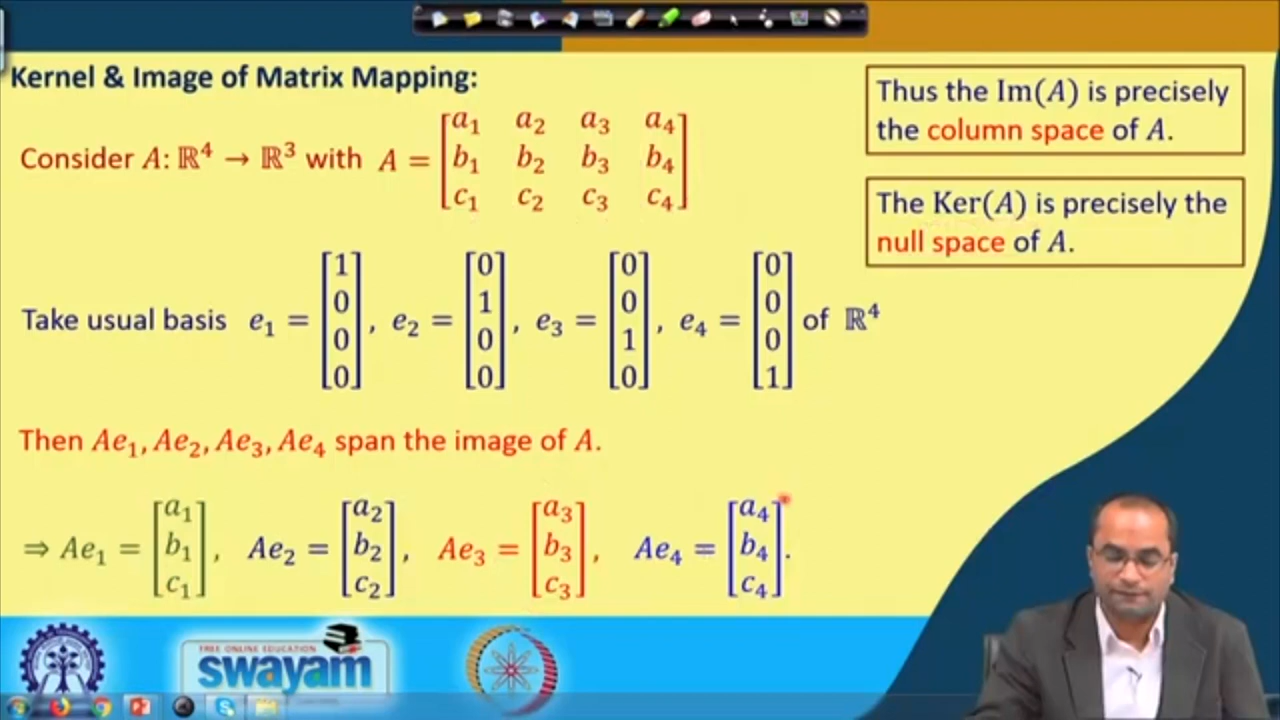 Kernel & Image of Matrix Mapping:
Consider A: ℝ⁴ → ℝ³ with A = [a₁ a₂ a₃ a₄
b₁ b₂ b₃ b₄
c₁ c₂ c₃ c₄]
Thus the Im(A) is precisely
the column space of A.
The Ker(A) is precisely the
null space of A.
Take usual basis e₁ = [1 0 0 0], e₂ = [0 1 0 0], e₃ = [0 0 1 0], e₄ = [0 0 0 1] of ℝ⁴
Then Ae₁, Ae₂, Ae₃, Ae₄ span the image of A.
⇒ Ae₁ = [a₁ b₁ c₁], Ae₂ = [a₂ b₂ c₂], Ae₃ = [a₃ b₃ c₃], Ae₄ = [a₄ b₄ c₄].
FREE ONLINE EDUCATION
swayam